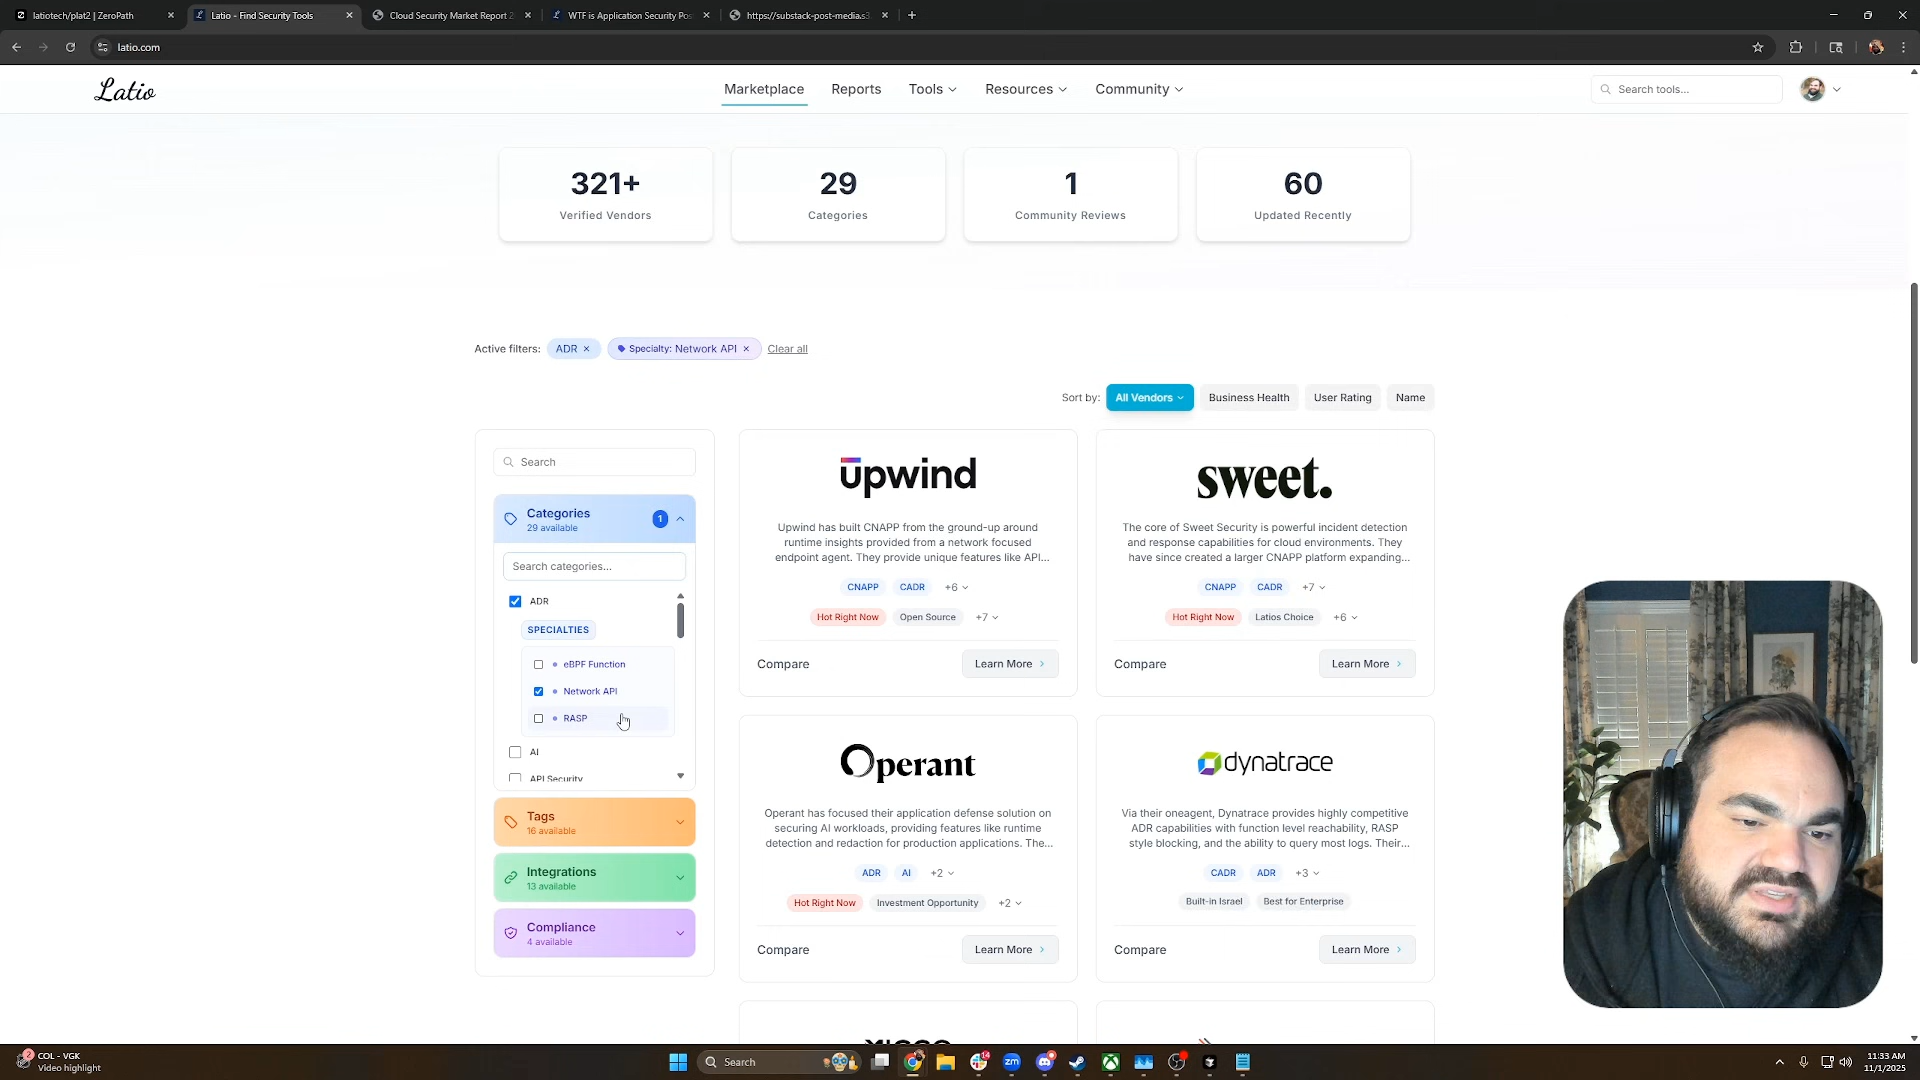 latiotech/plat2 | ZeroPath
Latio - Find Security Tools
Cloud Security Market Report 2
WTF is Application Security Pos
https://substack-post-media.s3
latio.com
Latio
Marketplace
Reports
Tools
Resources
Community
Search tools...
321+
Verified Vendors
29
Categories
1
Community Reviews
60
Updated Recently
Active filters:
ADR ×
Specialty: Network API ×
Clear all
Sort by:
All Vendors
Business Health
User Rating
Name
Search
Categories
29 available
1
Search categories...
ADR
SPECIALTIES
eBPF Function
Network API
RASP
AI
API Security
Tags
16 available
Integrations
13 available
Compliance
4 available
upwind
Upwind has built CNAPP from the ground-up around
runtime insights provided from a network focused
endpoint agent. They provide unique features like API...
CNAPP
CADR
+6
Hot Right Now
Open Source
+7
Compare
Learn More
sweet.
The core of Sweet Security is powerful incident detection
and response capabilities for cloud environments. They
have since created a larger CNAPP platform expanding...
CNAPP
CADR
+7
Hot Right Now
Latios Choice
+6
Compare
Learn More
Operant
Operant has focused their application defense solution on
securing AI workloads, providing features like runtime
detection and redaction for production applications. The...
ADR
AI
+2
Hot Right Now
Investment Opportunity
+2
Compare
Learn More
dynatrace
Via their oneagent, Dynatrace provides highly competitive
ADR capabilities with function level reachability, RASP
style blocking, and the ability to query most logs. Their...
CADR
ADR
+3
Built-in Israel
Best for Enterprise
Compare
Learn More
2
COL - VGK
Video highlight
Search
14
zm
11:33 AM
11/1/2025